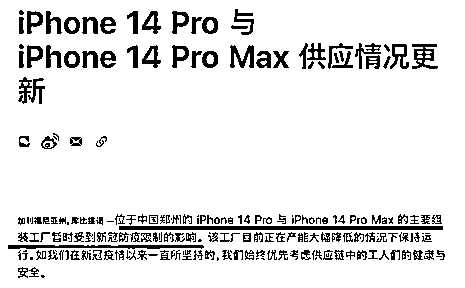 iPhone 14 Pro 与
iPhone 14 Pro Max 供应情况更
新
加利福尼亚州，库比提诺 —位于中国郑州的 iPhone 14 Pro 与 iPhone 14 Pro Max 的主要组
装工厂暂时受到新冠防疫限制的影响。该工厂目前正在产能大幅降低的情况下保持运
行。如我们在新冠疫情以来一直所坚持的，我们始终优先考虑供应链中的工人们的健康与
安全。